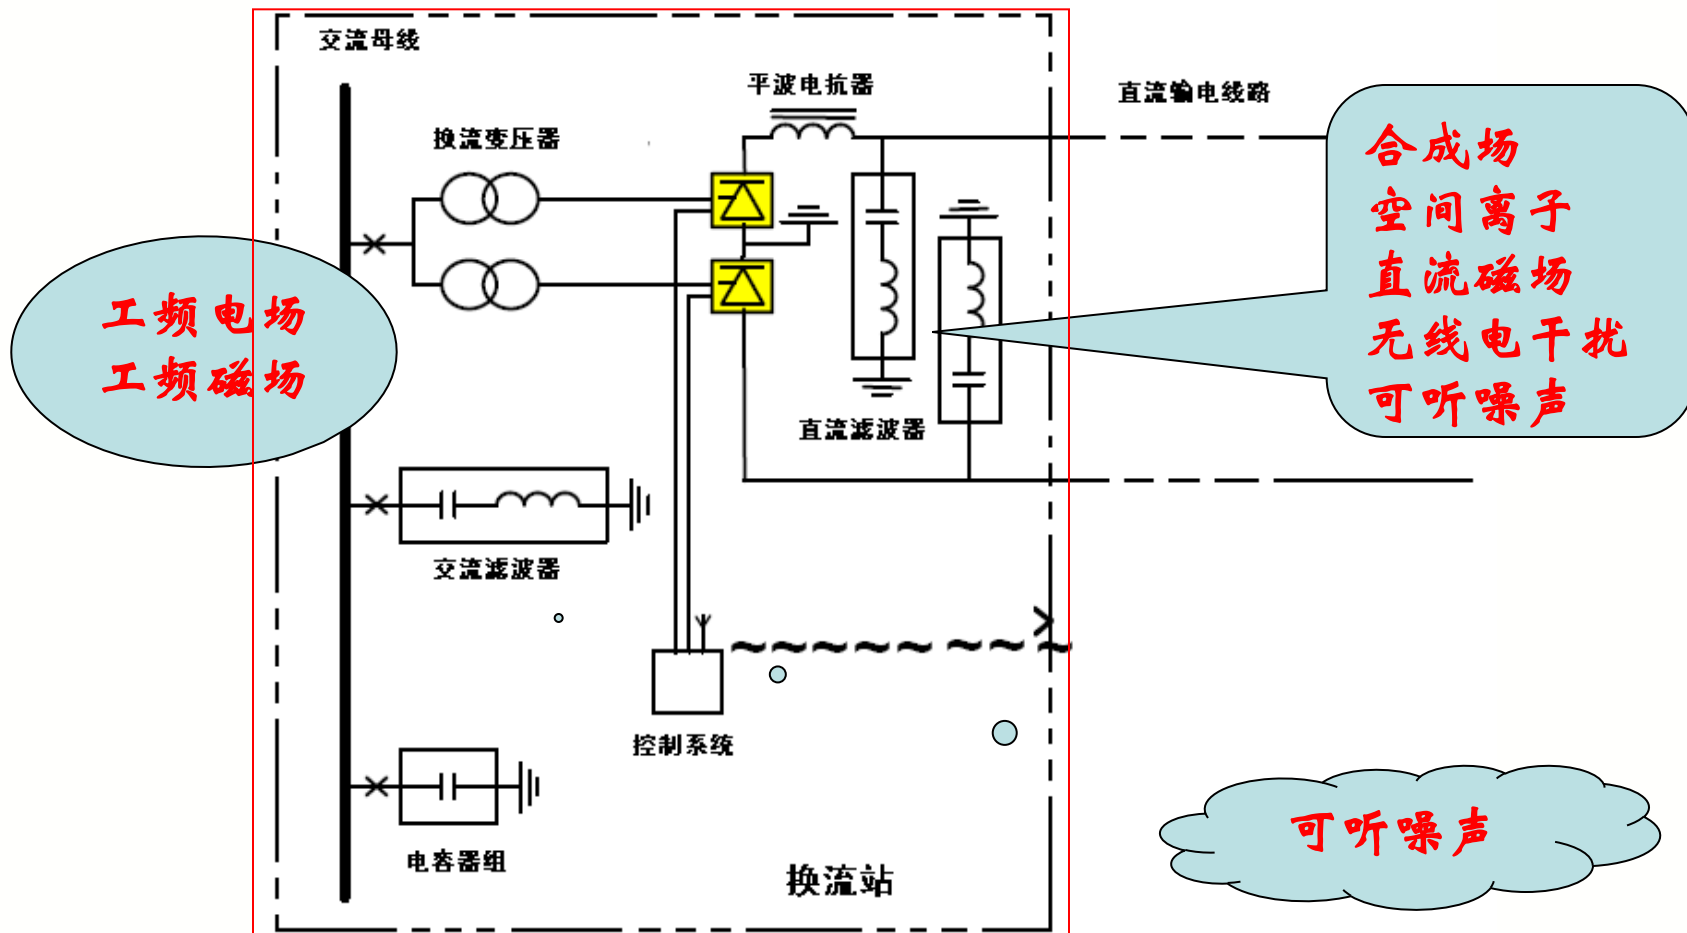 交流母线
平波电抗器
直流输电线路
换流变压器
合成场
空间离子
直流磁场
无线电干扰
可听噪声
工频电场
工频磁场
直流滤波器
交流滤波器
控制系统
电容器组
换流站
可听噪声